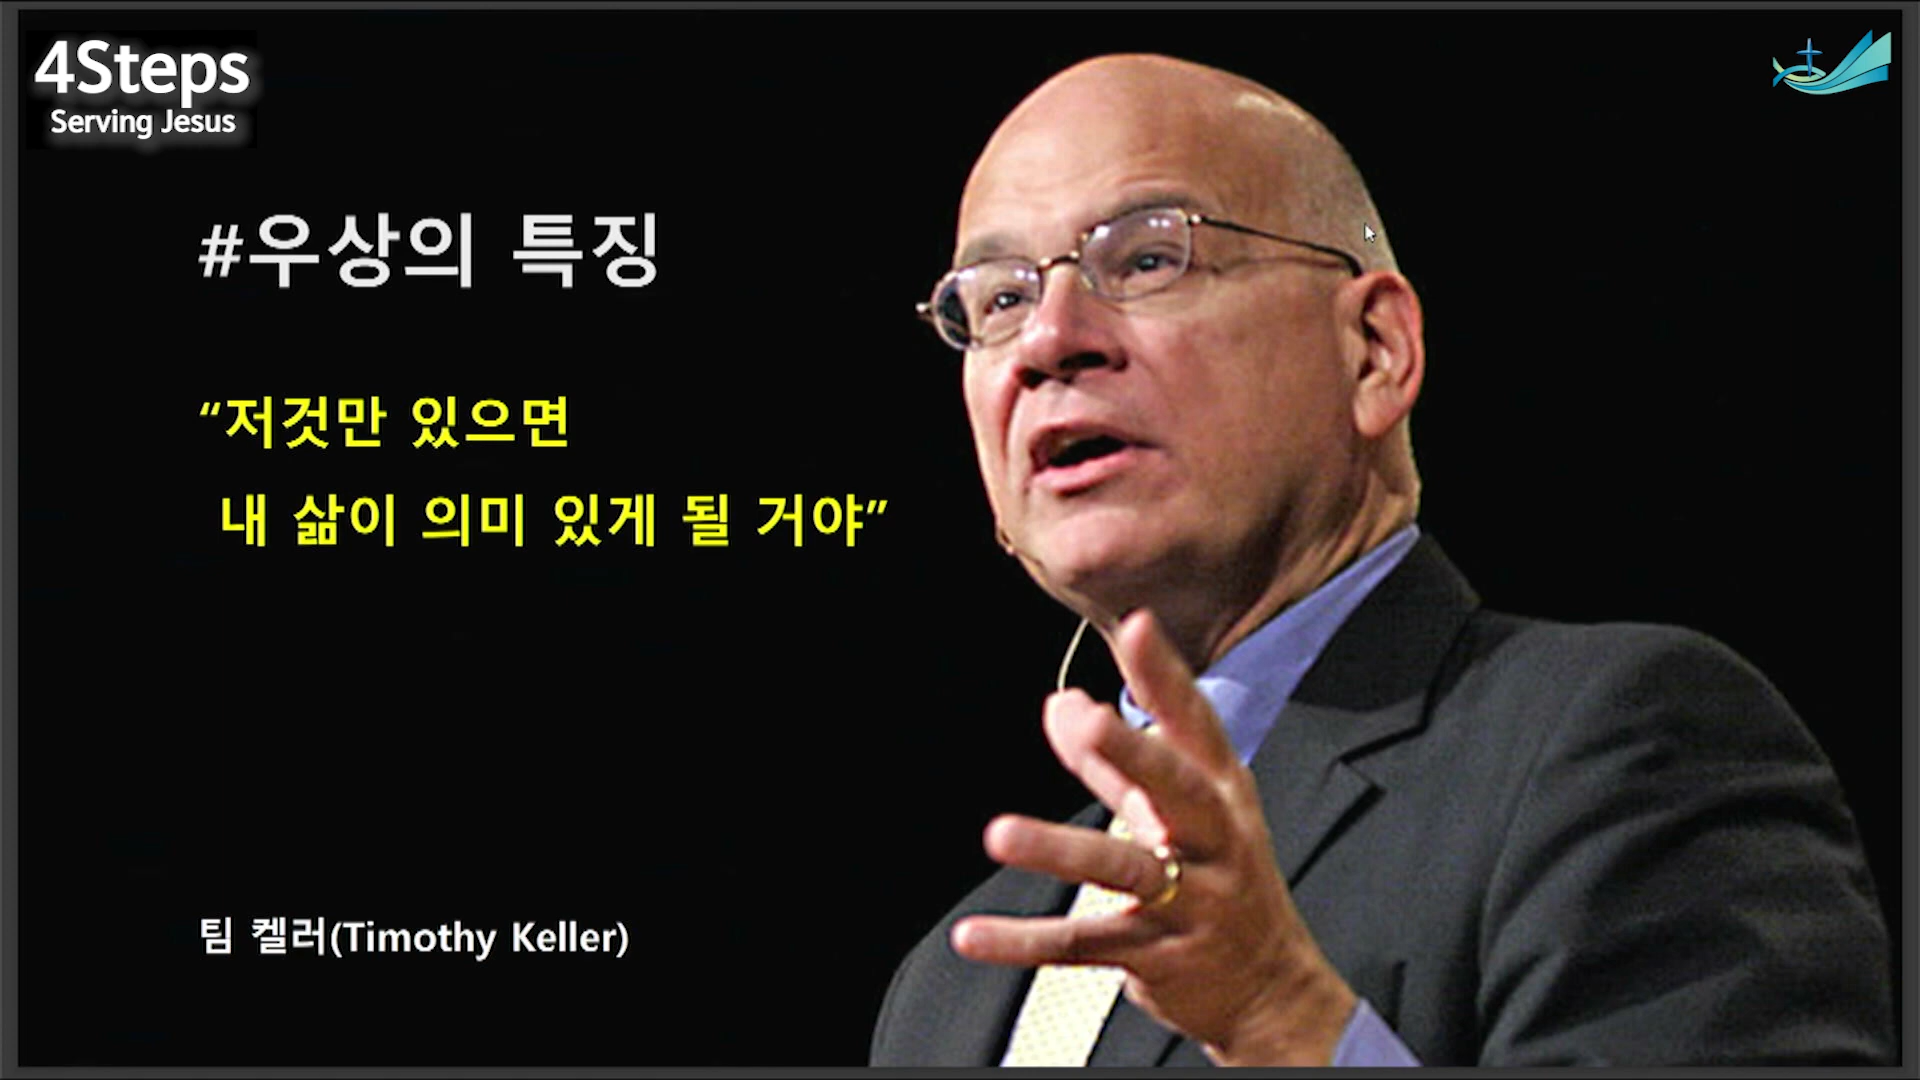 4Steps
Serving Jesus
#우상의 특징
“저것만 있으면
내 삶이 의미 있게 될 거야”
팀 켈러(Timothy Keller)